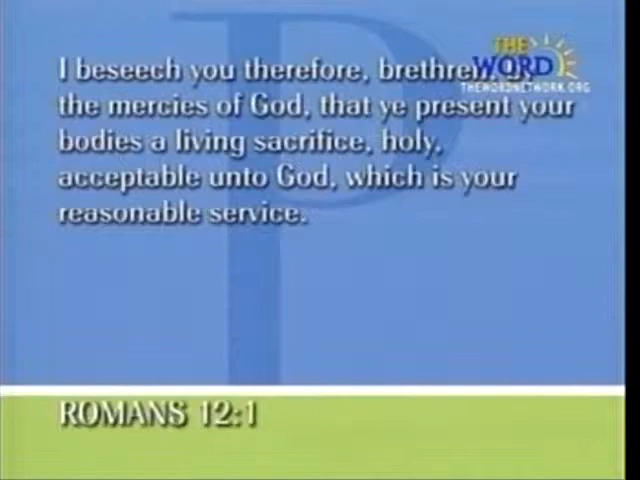 I beseech you therefore, brethren, by
the mercies of God, that ye present your
bodies a living sacrifice, holy,
acceptable unto God, which is your
reasonable service.
ROMANS 12:1
THE
WORD
THEWORDNETWORK.ORG